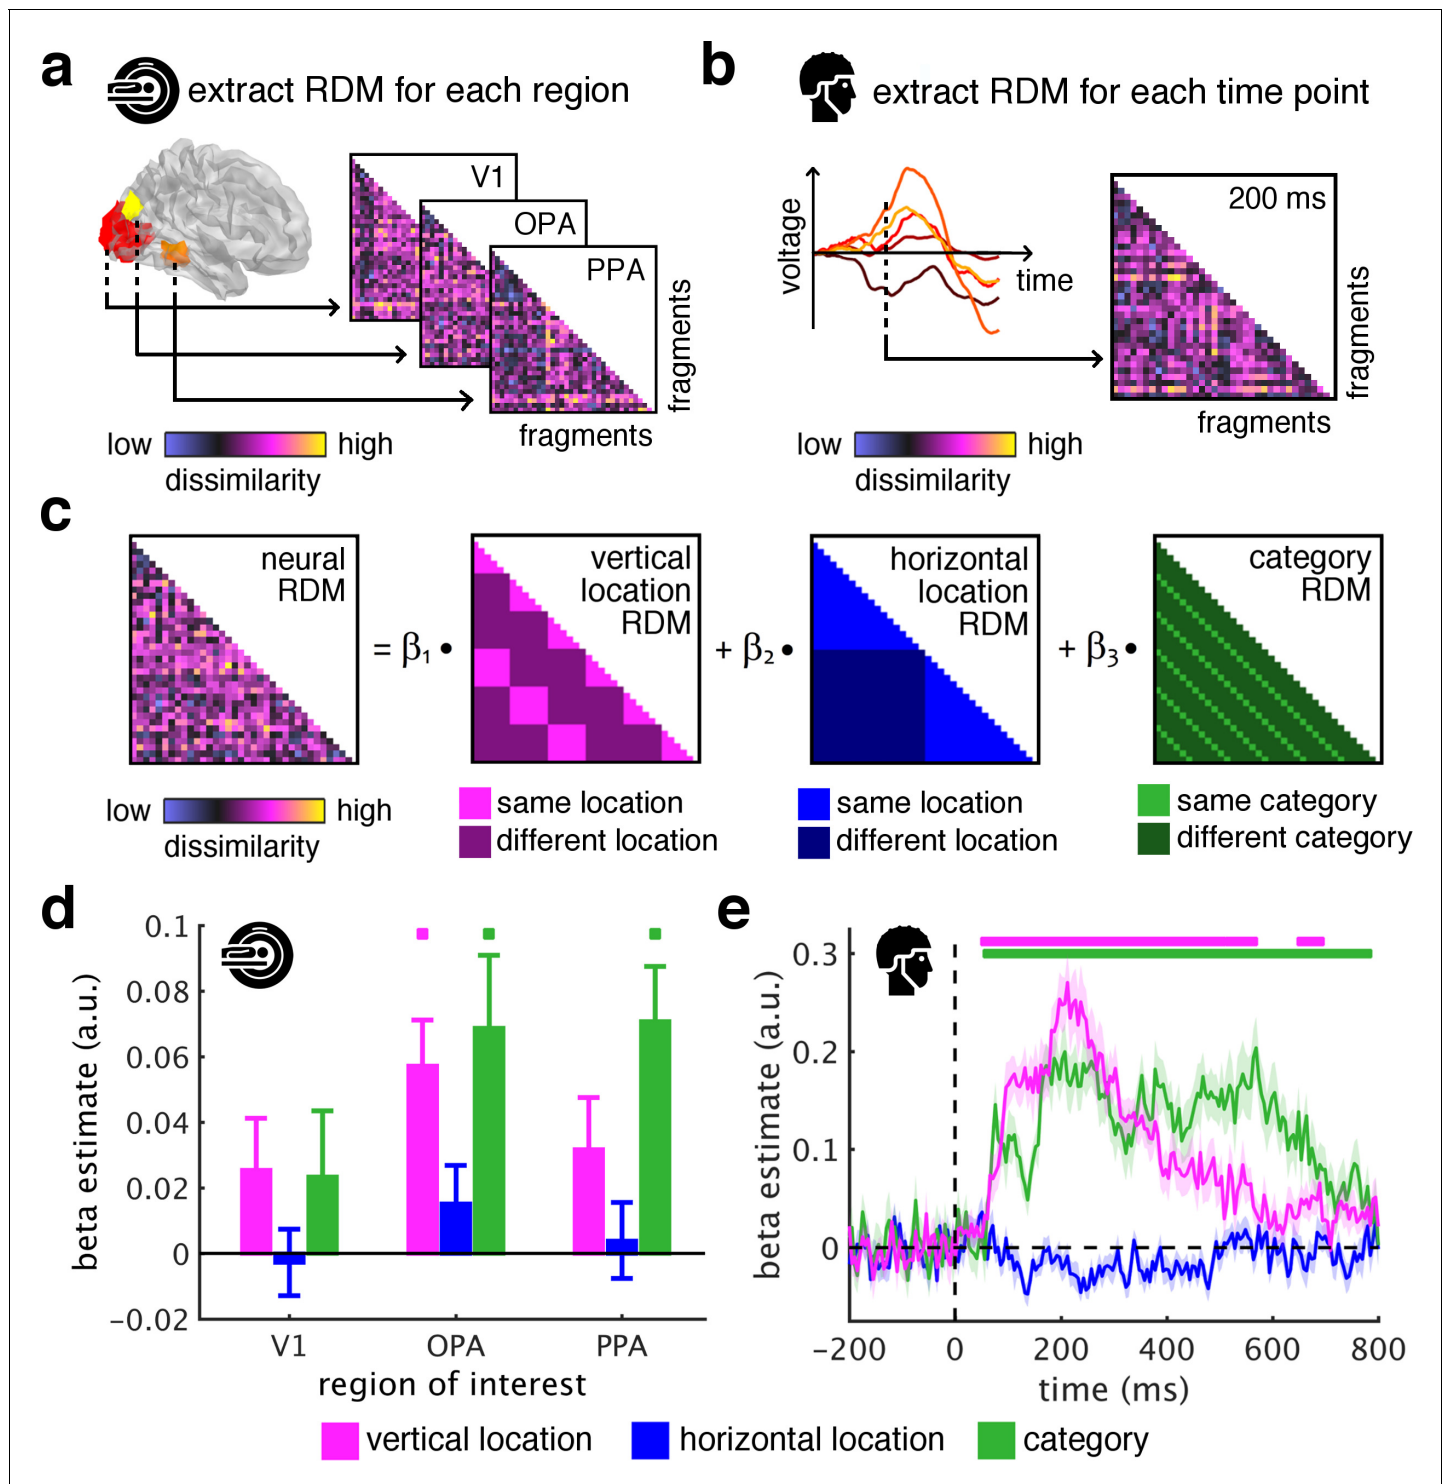 a
extract RDM for each region
V1
OPA
PPA
fragments
fragments
low
high
dissimilarity
b
extract RDM for each time point
voltage
time
200 ms
fragments
fragments
low
high
dissimilarity
c
neural
RDM
= β1 •
vertical
location
RDM
+ β2 •
horizontal
location
RDM
+ β3 •
category
RDM
low
high
dissimilarity
same location
different location
same location
different location
same category
different category
d
beta estimate (a.u.)
0.1
0.08
0.06
0.04
0.02
0
−0.02
V1
OPA
PPA
region of interest
e
beta estimate (a.u.)
0.3
0.2
0.1
0
−200
0
200
400
600
800
time (ms)
vertical location
horizontal location
category